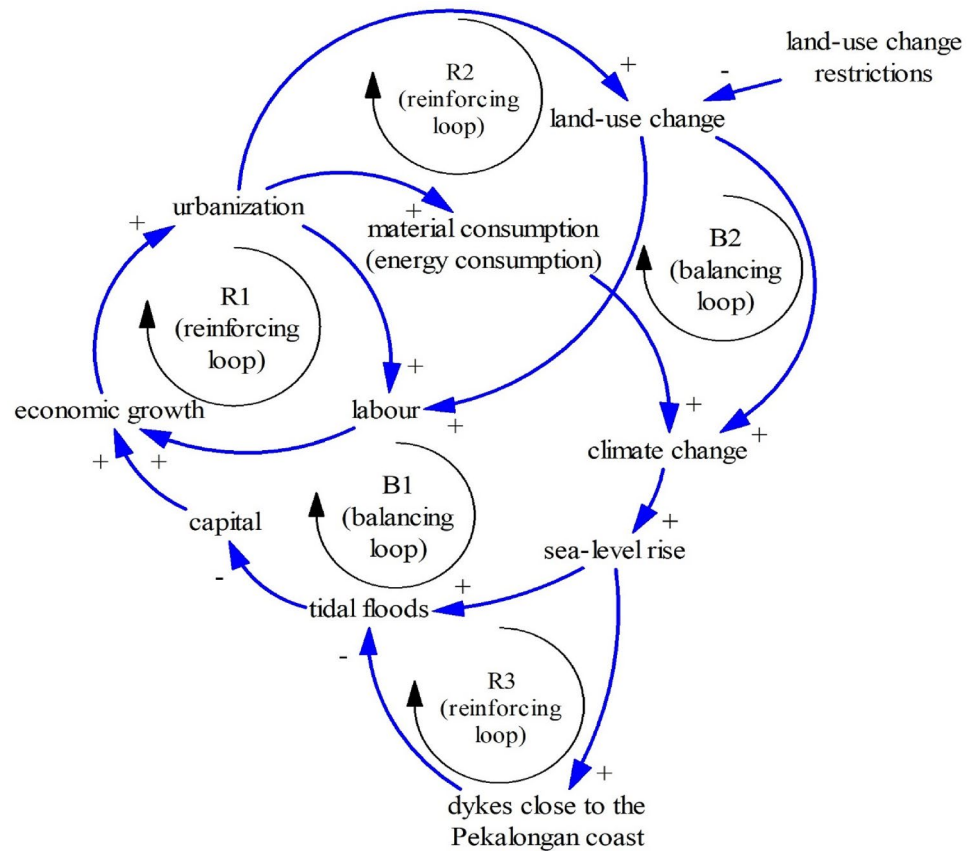 R2
(reinforcing
loop)
+
-
land-use change
restrictions
land-use change
urbanization
+
+
material consumption
(energy consumption)
B2
(balancing
loop)
R1
(reinforcing
loop)
+
economic growth
labour
+
+
+
climate change
+
+
B1
(balancing
loop)
capital
-
+
sea-level rise
+
tidal floods
-
R3
(reinforcing
loop)
+
dykes close to the
Pekalongan coast